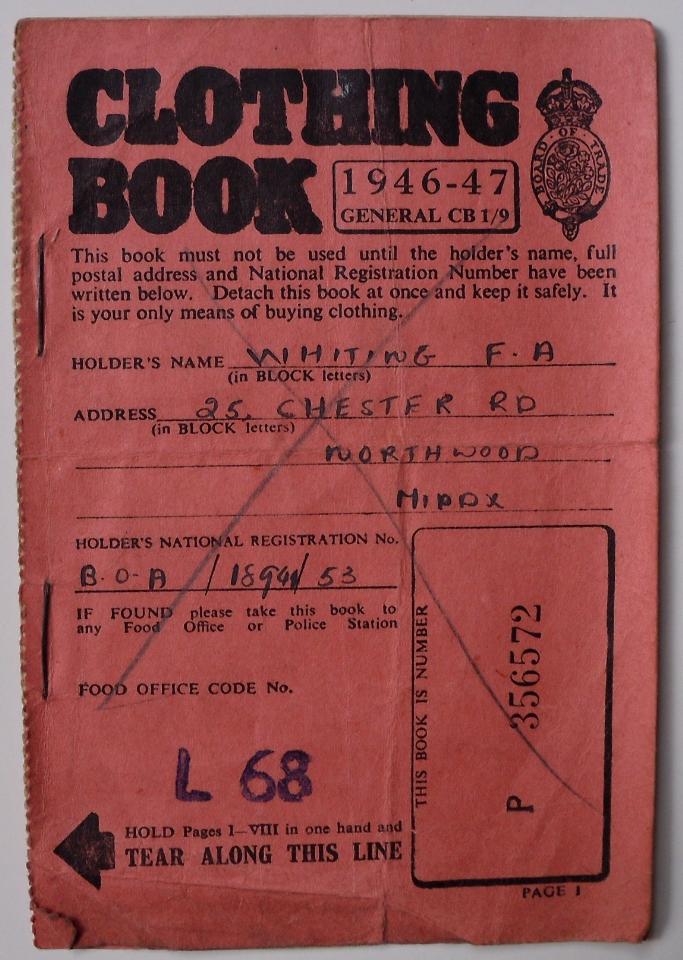 CLOTHING
BOOK
1946-47
GENERAL CB 1/9
BOARD · OF · TRADE
This book must not be used until the holder's name, full
postal address and National Registration Number have been
written below. Detach this book at once and keep it safely. It
is your only means of buying clothing.
HOLDER'S NAME WHITING F.A
(in BLOCK letters)
ADDRESS 25, CHESTER RD
(in BLOCK letters)
NORTHWOOD
MIDDX
HOLDER'S NATIONAL REGISTRATION No.
B.O-A /1894/ 53
IF FOUND please take this book to
any Food Office or Police Station
FOOD OFFICE CODE No.
L 68
HOLD Pages I—VIII in one hand and
TEAR ALONG THIS LINE
THIS BOOK IS NUMBER
P 356572
PAGE I